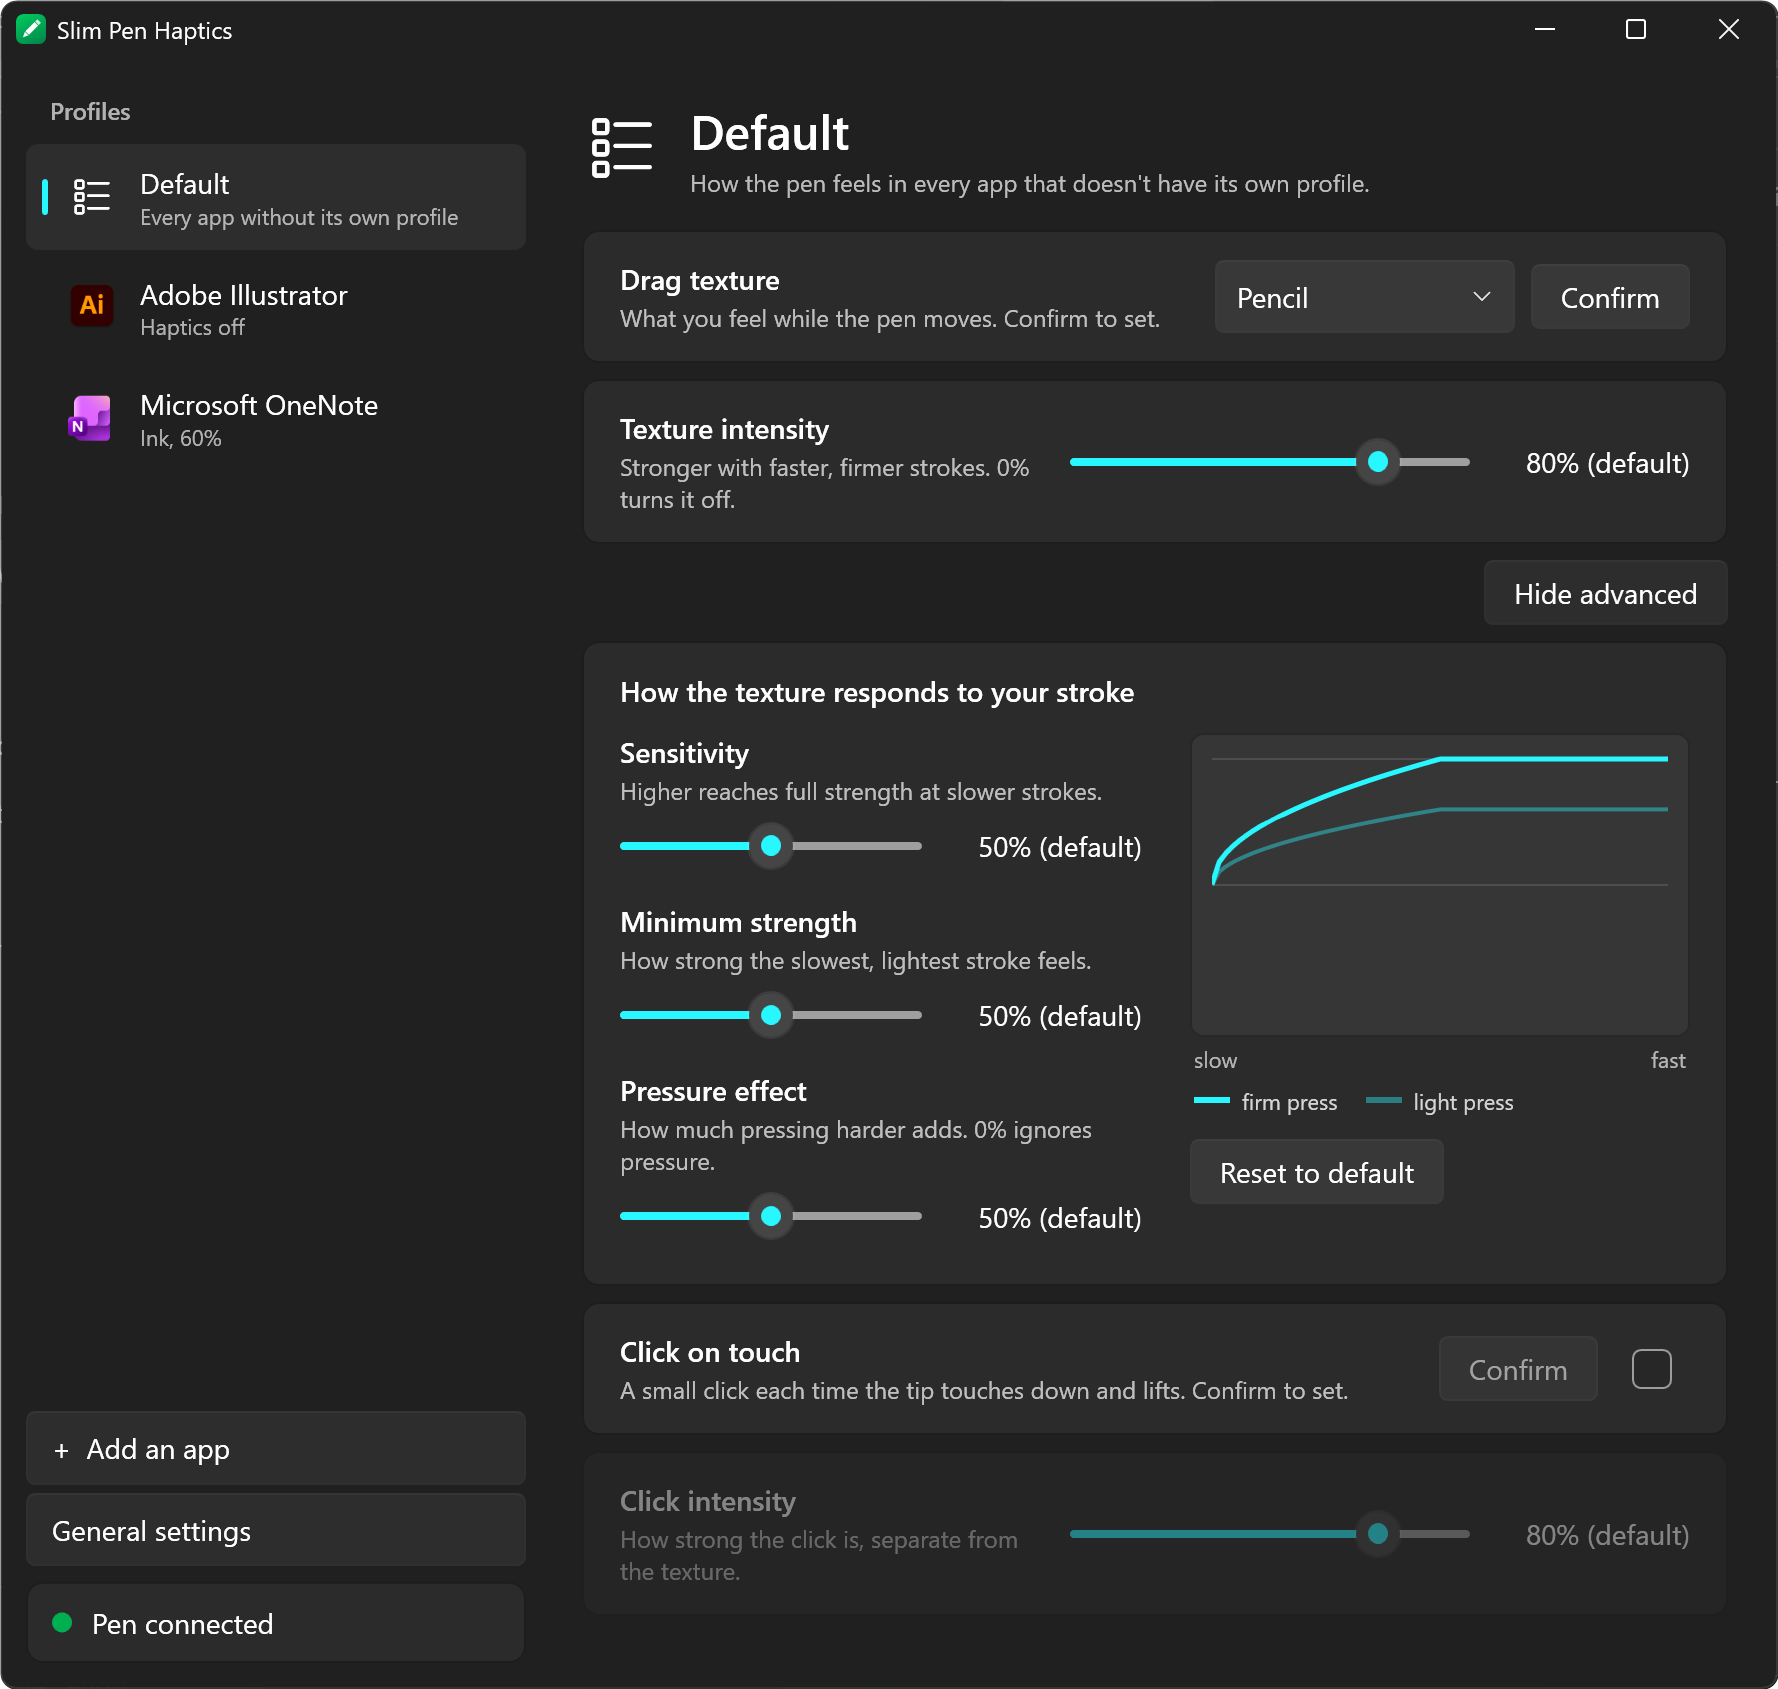 Slim Pen Haptics
Profiles
Default
Every app without its own profile
Ai
Adobe Illustrator
Haptics off
N
Microsoft OneNote
Ink, 60%
+ Add an app
General settings
Pen connected
Default
How the pen feels in every app that doesn't have its own profile.
Drag texture
What you feel while the pen moves. Confirm to set.
Pencil
Confirm
Texture intensity
Stronger with faster, firmer strokes. 0%
turns it off.
80% (default)
Hide advanced
How the texture responds to your stroke
Sensitivity
Higher reaches full strength at slower strokes.
50% (default)
Minimum strength
How strong the slowest, lightest stroke feels.
50% (default)
Pressure effect
How much pressing harder adds. 0% ignores
pressure.
50% (default)
slow
fast
firm press
light press
Reset to default
Click on touch
A small click each time the tip touches down and lifts. Confirm to set.
Confirm
Click intensity
How strong the click is, separate from
the texture.
80% (default)